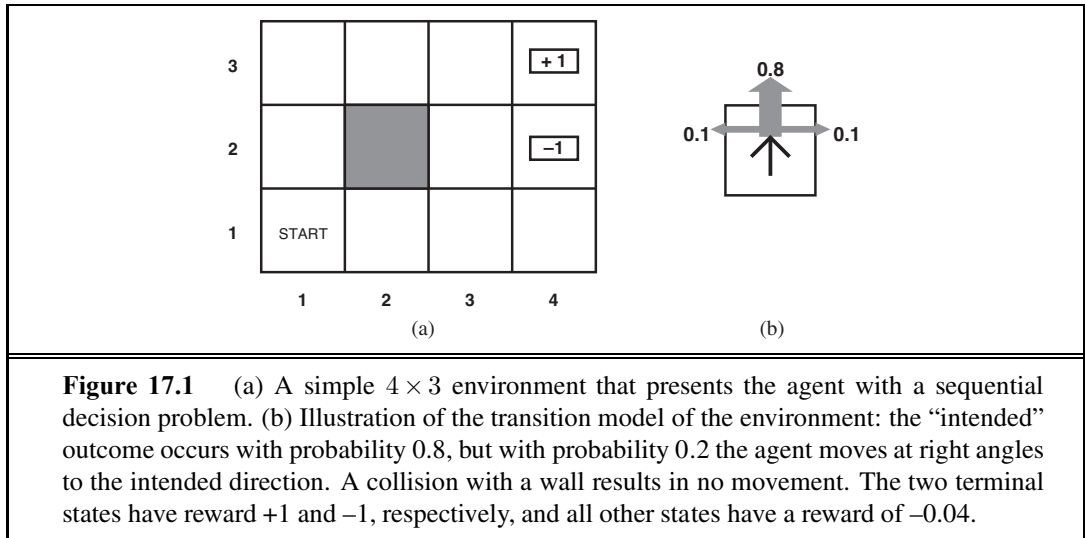 3
+ 1
2
–1
1
START
1 2 3 4
(a)
0.8
0.1
0.1
(b)
Figure 17.1 (a) A simple 4 × 3 environment that presents the agent with a sequential
decision problem. (b) Illustration of the transition model of the environment: the “intended”
outcome occurs with probability 0.8, but with probability 0.2 the agent moves at right angles
to the intended direction. A collision with a wall results in no movement. The two terminal
states have reward +1 and –1, respectively, and all other states have a reward of –0.04.